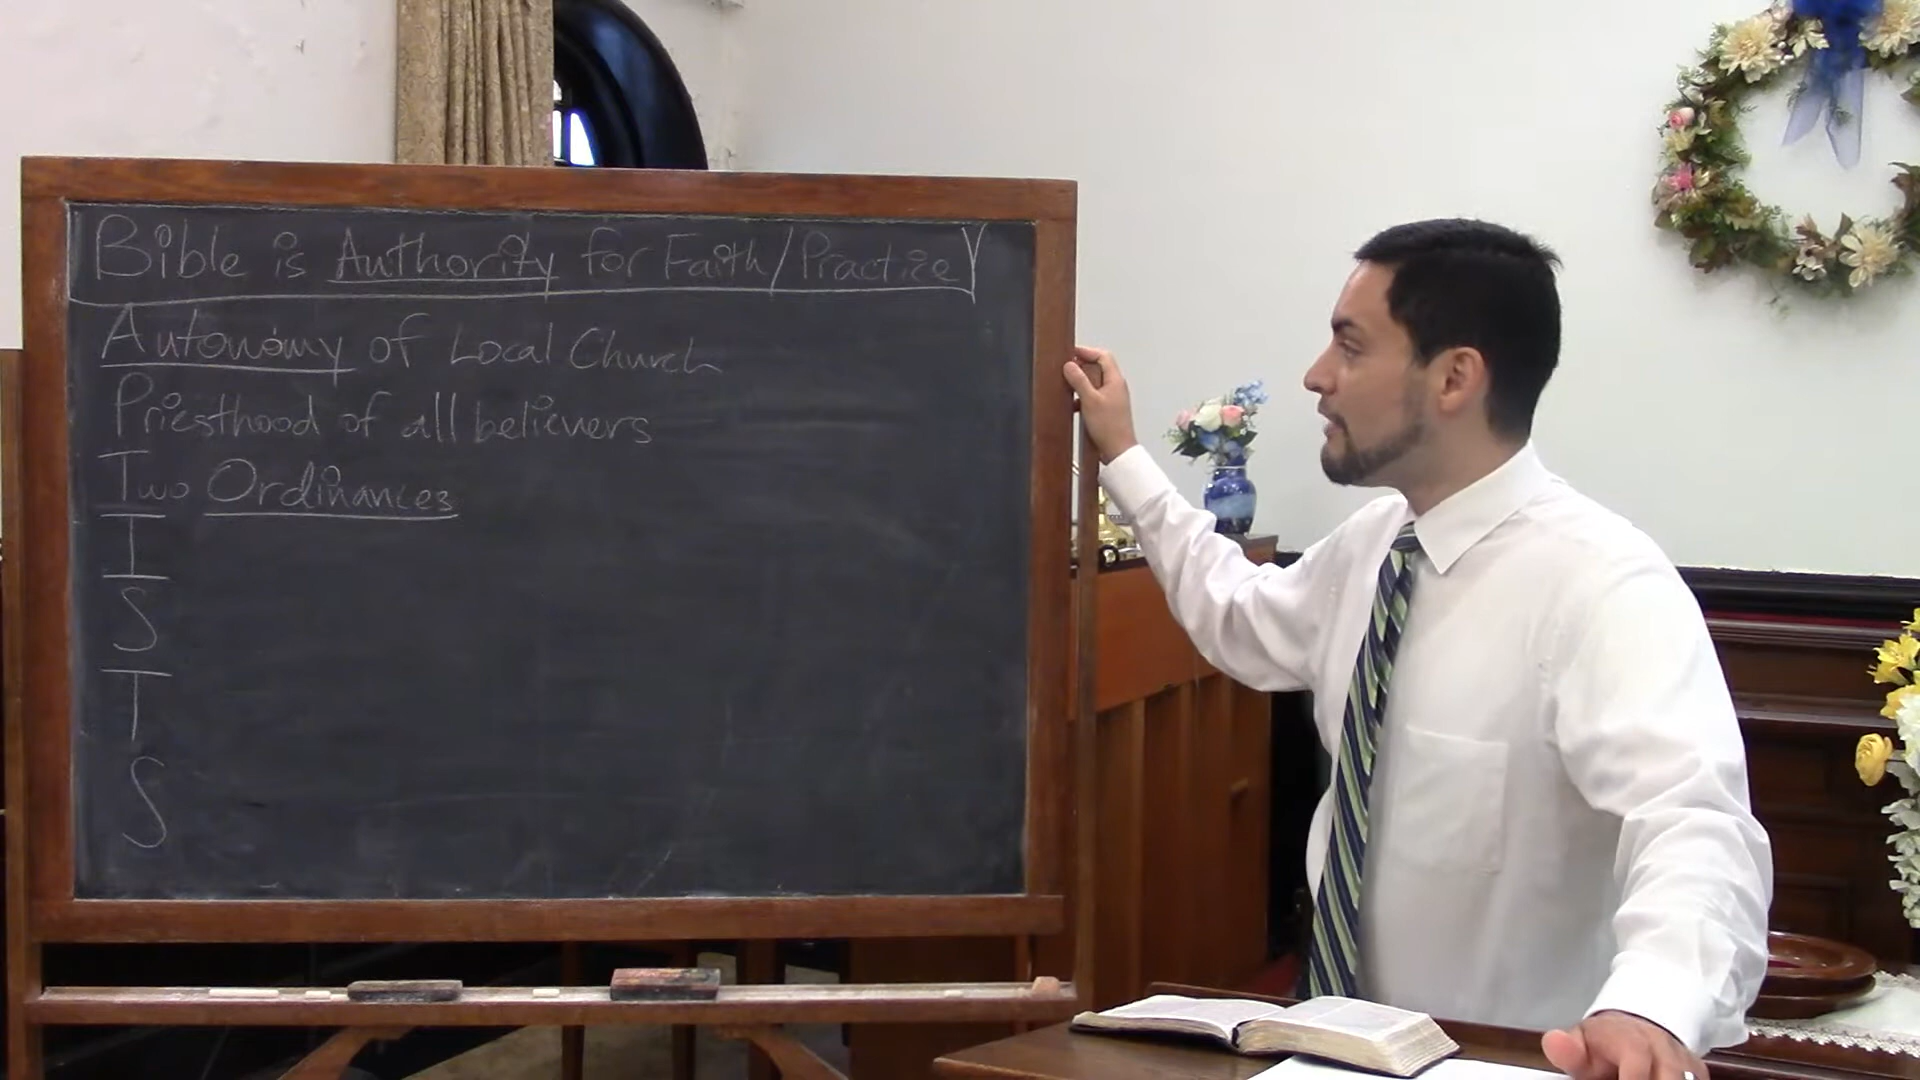 Bible is Authority for Faith/Practice
Autonomy of Local Church
Priesthood of all believers
Two Ordinances
I
S
T
S